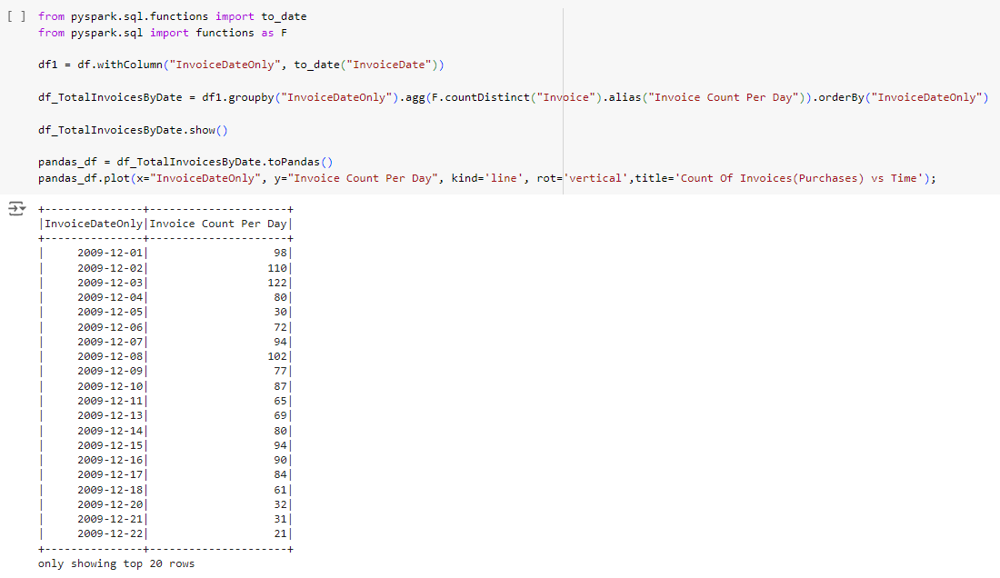 [ ] from pyspark.sql.functions import to_date
from pyspark.sql import functions as F
df1 = df.withColumn("InvoiceDateOnly", to_date("InvoiceDate"))
df_TotalInvoicesByDate = df1.groupby("InvoiceDateOnly").agg(F.countDistinct("Invoice").alias("Invoice Count Per Day")).orderBy("InvoiceDateOnly")
df_TotalInvoicesByDate.show()
pandas_df = df_TotalInvoicesByDate.toPandas()
pandas_df.plot(x="InvoiceDateOnly", y="Invoice Count Per Day", kind='line', rot='vertical',title='Count Of Invoices(Purchases) vs Time');
+---------------+---------------------+
|InvoiceDateOnly|Invoice Count Per Day|
+---------------+---------------------+
|     2009-12-01|                   98|
|     2009-12-02|                  110|
|     2009-12-03|                  122|
|     2009-12-04|                   80|
|     2009-12-05|                   30|
|     2009-12-06|                   72|
|     2009-12-07|                   94|
|     2009-12-08|                  102|
|     2009-12-09|                   77|
|     2009-12-10|                   87|
|     2009-12-11|                   65|
|     2009-12-13|                   69|
|     2009-12-14|                   80|
|     2009-12-15|                   94|
|     2009-12-16|                   90|
|     2009-12-17|                   84|
|     2009-12-18|                   61|
|     2009-12-20|                   32|
|     2009-12-21|                   31|
|     2009-12-22|                   21|
+---------------+---------------------+
only showing top 20 rows